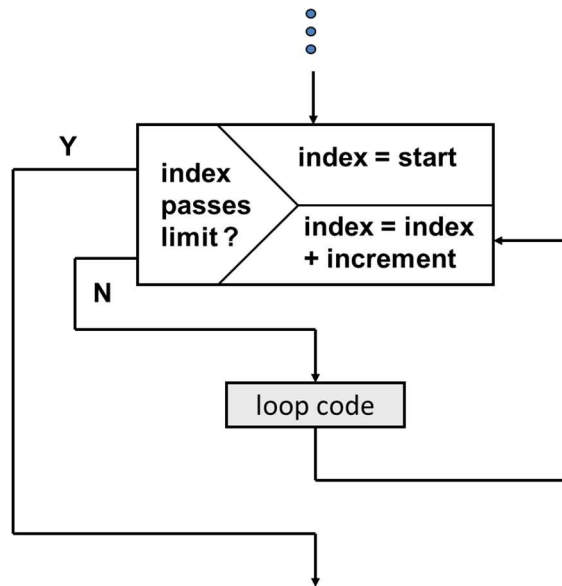 Y
index = start
index
passes
limit ?
index = index
+ increment
N
loop code